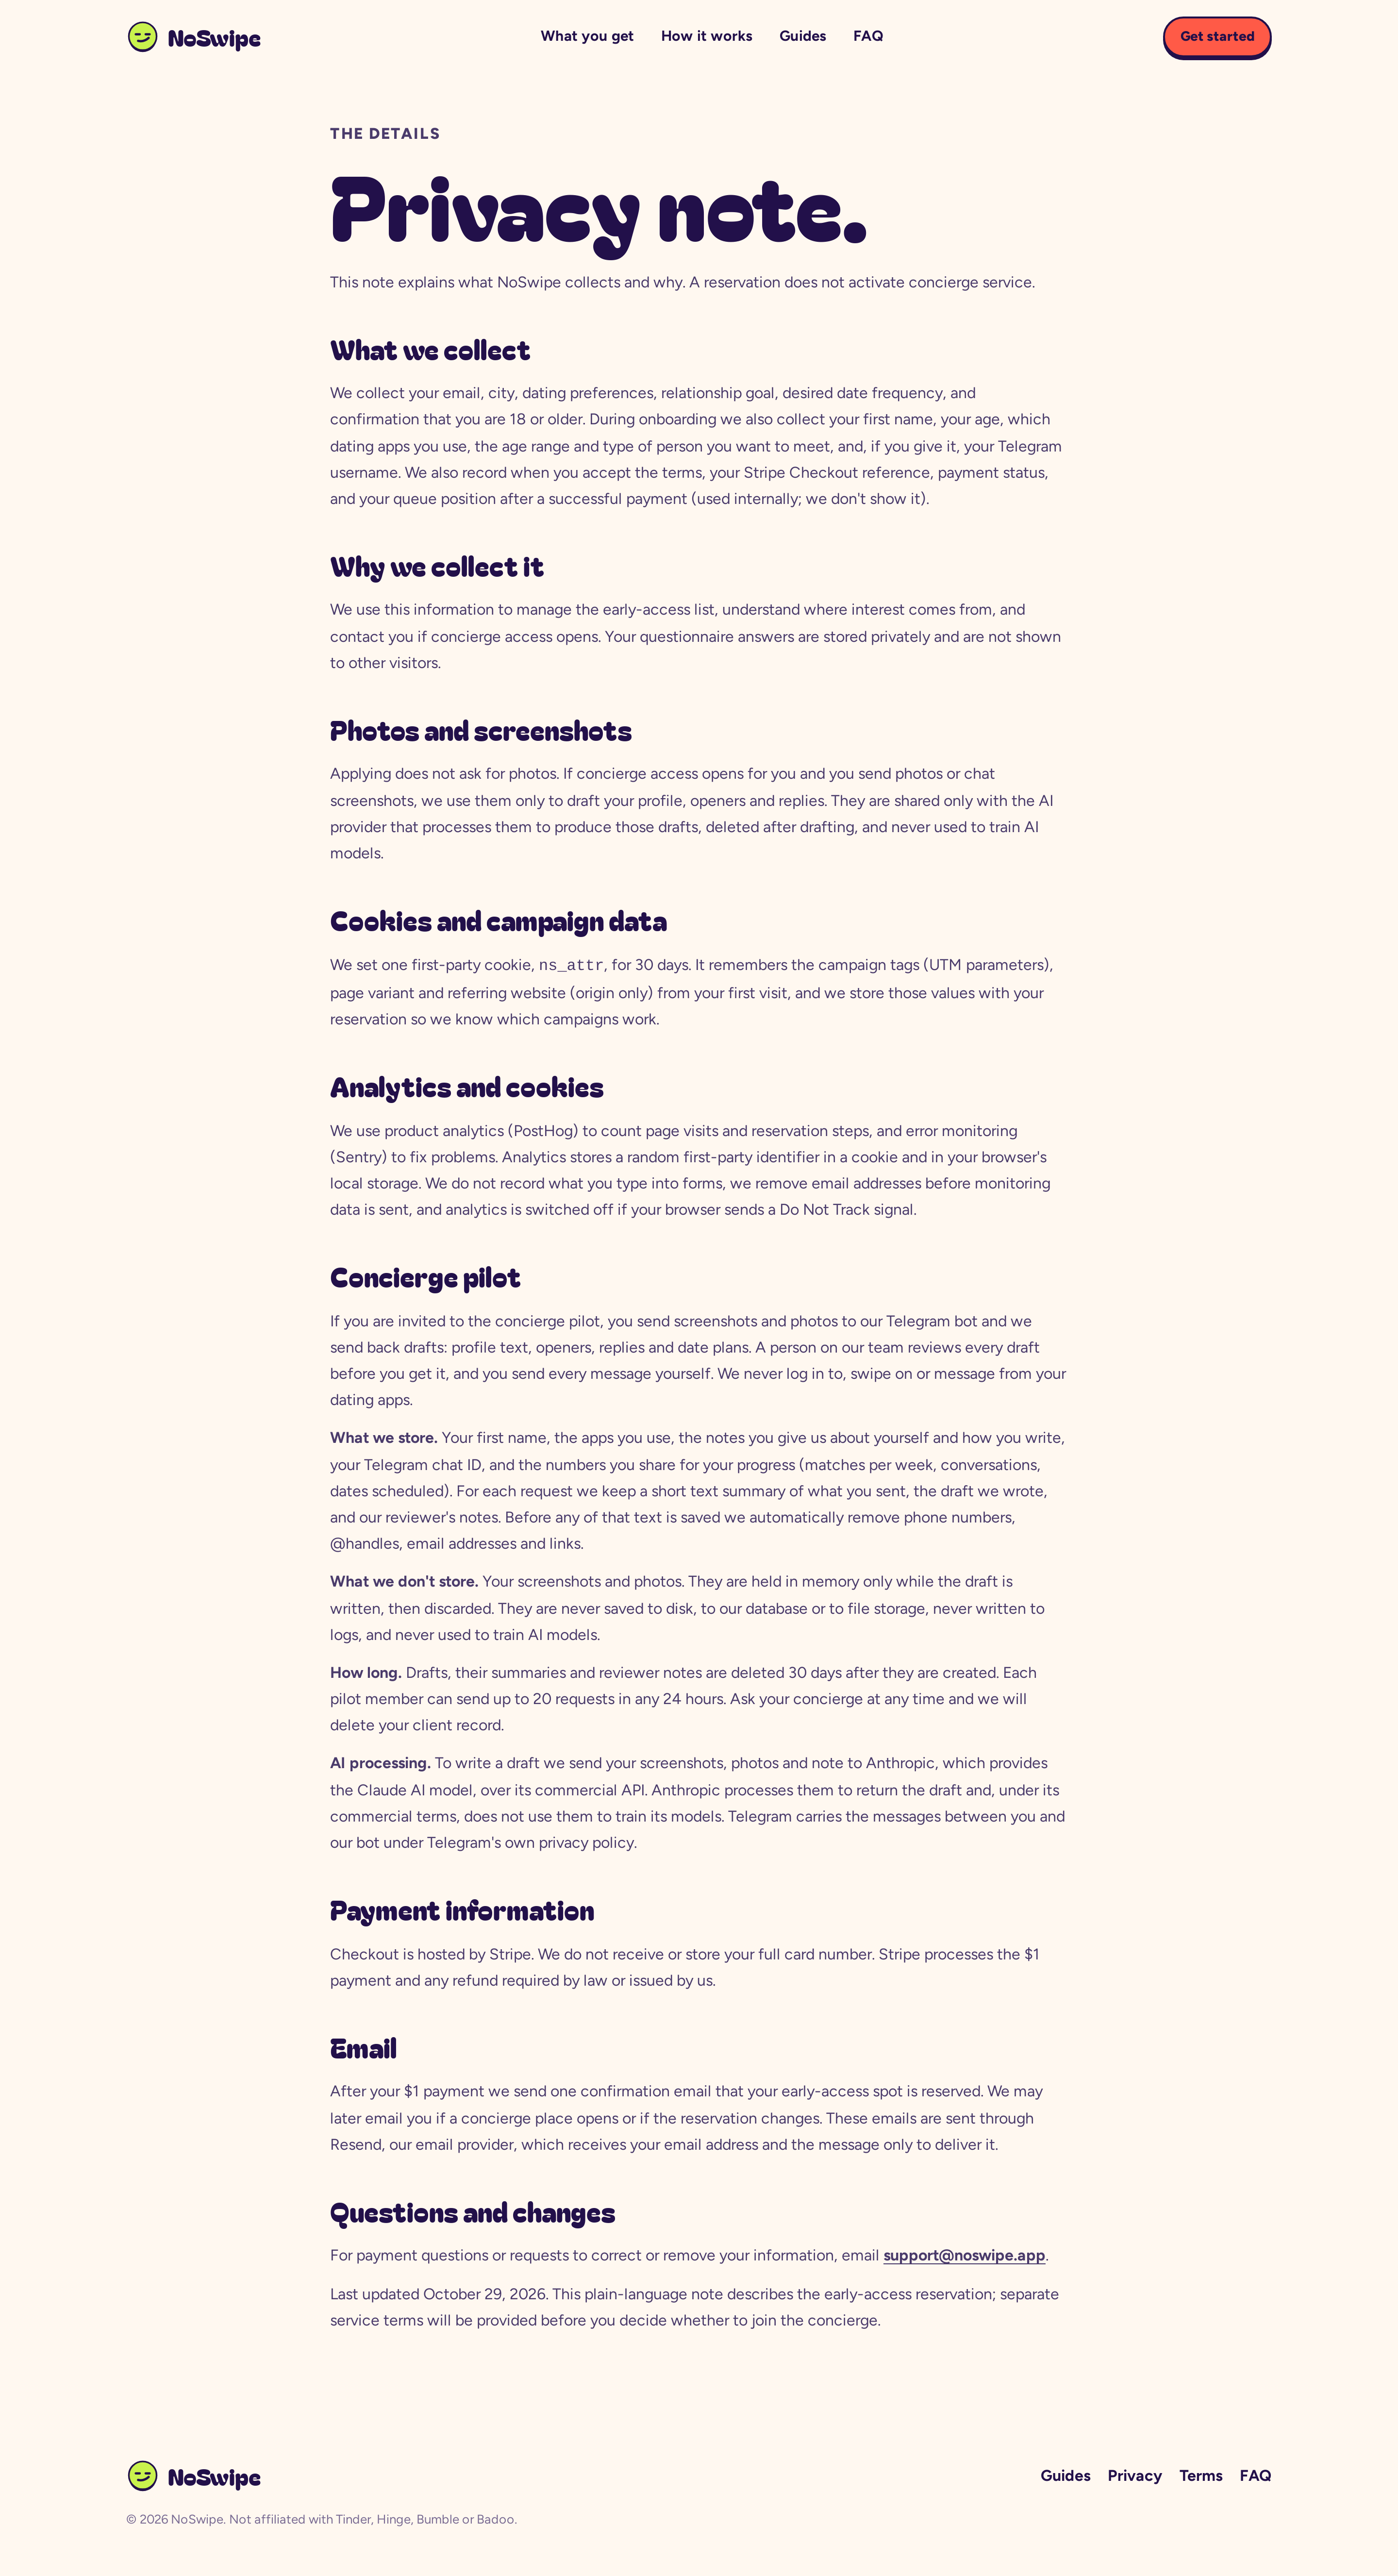 NoSwipe
What you get
How it works
Guides
FAQ
Get started
THE DETAILS
Privacy note.
This note explains what NoSwipe collects and why. A reservation does not activate concierge service.
What we collect
We collect your email, city, dating preferences, relationship goal, desired date frequency, and
confirmation that you are 18 or older. During onboarding we also collect your first name, your age, which
dating apps you use, the age range and type of person you want to meet, and, if you give it, your Telegram
username. We also record when you accept the terms, your Stripe Checkout reference, payment status,
and your queue position after a successful payment (used internally; we don't show it).
Why we collect it
We use this information to manage the early-access list, understand where interest comes from, and
contact you if concierge access opens. Your questionnaire answers are stored privately and are not shown
to other visitors.
Photos and screenshots
Applying does not ask for photos. If concierge access opens for you and you send photos or chat
screenshots, we use them only to draft your profile, openers and replies. They are shared only with the AI
provider that processes them to produce those drafts, deleted after drafting, and never used to train AI
models.
Cookies and campaign data
We set one first-party cookie, ns_attr, for 30 days. It remembers the campaign tags (UTM parameters),
page variant and referring website (origin only) from your first visit, and we store those values with your
reservation so we know which campaigns work.
Analytics and cookies
We use product analytics (PostHog) to count page visits and reservation steps, and error monitoring
(Sentry) to fix problems. Analytics stores a random first-party identifier in a cookie and in your browser's
local storage. We do not record what you type into forms, we remove email addresses before monitoring
data is sent, and analytics is switched off if your browser sends a Do Not Track signal.
Concierge pilot
If you are invited to the concierge pilot, you send screenshots and photos to our Telegram bot and we
send back drafts: profile text, openers, replies and date plans. A person on our team reviews every draft
before you get it, and you send every message yourself. We never log in to, swipe on or message from your
dating apps.
What we store. Your first name, the apps you use, the notes you give us about yourself and how you write,
your Telegram chat ID, and the numbers you share for your progress (matches per week, conversations,
dates scheduled). For each request we keep a short text summary of what you sent, the draft we wrote,
and our reviewer's notes. Before any of that text is saved we automatically remove phone numbers,
@handles, email addresses and links.
What we don't store. Your screenshots and photos. They are held in memory only while the draft is
written, then discarded. They are never saved to disk, to our database or to file storage, never written to
logs, and never used to train AI models.
How long. Drafts, their summaries and reviewer notes are deleted 30 days after they are created. Each
pilot member can send up to 20 requests in any 24 hours. Ask your concierge at any time and we will
delete your client record.
AI processing. To write a draft we send your screenshots, photos and note to Anthropic, which provides
the Claude AI model, over its commercial API. Anthropic processes them to return the draft and, under its
commercial terms, does not use them to train its models. Telegram carries the messages between you and
our bot under Telegram's own privacy policy.
Payment information
Checkout is hosted by Stripe. We do not receive or store your full card number. Stripe processes the $1
payment and any refund required by law or issued by us.
Email
After your $1 payment we send one confirmation email that your early-access spot is reserved. We may
later email you if a concierge place opens or if the reservation changes. These emails are sent through
Resend, our email provider, which receives your email address and the message only to deliver it.
Questions and changes
For payment questions or requests to correct or remove your information, email support@noswipe.app.
Last updated October 29, 2026. This plain-language note describes the early-access reservation; separate
service terms will be provided before you decide whether to join the concierge.
NoSwipe
Guides
Privacy
Terms
FAQ
© 2026 NoSwipe. Not affiliated with Tinder, Hinge, Bumble or Badoo.